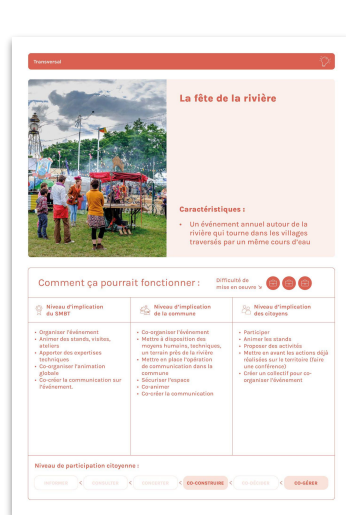 Transversal
La fête de la rivière
Caractéristiques :
• Un événement annuel autour de la
rivière qui tourne dans les villages
traversés par un même cours d'eau
Comment ça pourrait fonctionner :
Difficulté de
mise en oeuvre
Niveau d'implication
du SMBT
• Organiser l'événement
• Animer des stands, visites,
ateliers
• Apporter des expertises
techniques
• Co-organiser l'animation
globale
• Co-créer la communication sur
l'événement.
Niveau d'implication
de la commune
• Co-organiser l'événement
• Mettre à disposition des
moyens humains, techniques,
un terrain près de la rivière
• Mettre en place l'opération
de communication dans la
commune
• Sécuriser l'espace
• Co-animer
• Co-créer la communication
Niveau d'implication
des citoyens
• Participer
• Animer les stands
• Proposer des activités
• Mettre en avant les actions déjà
réalisées sur le territoire (faire
une conférence)
• Créer un collectif pour co-
organiser l'événement
Niveau de participation citoyenne :
INFORMER < CONSULTER < CONCERTER < CO-CONSTRUIRE < CO-DÉCIDER < CO-GÉRER